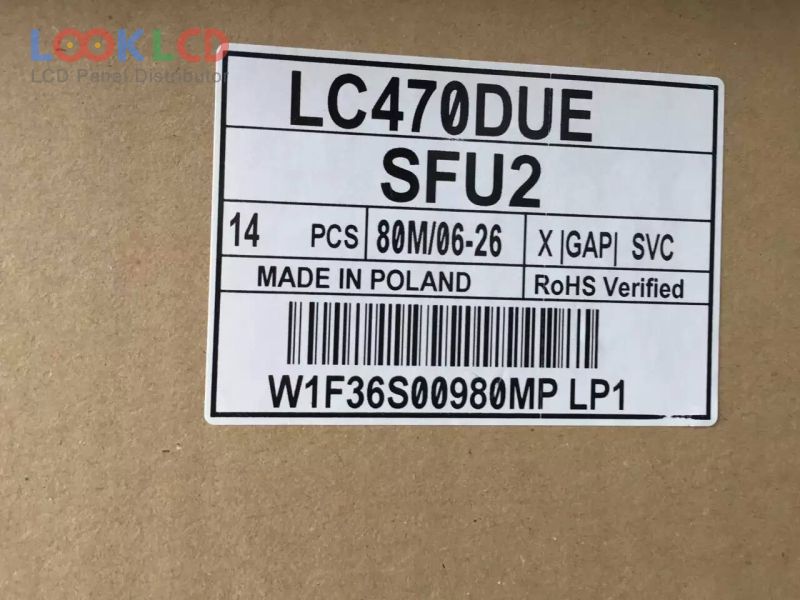 LOOKLCD
LCD Panel Distributor
LC470DUE
SFU2
14 PCS 80M/06-26 X |GAP| SVC
MADE IN POLAND RoHS Verified
W1F36S00980MP LP1